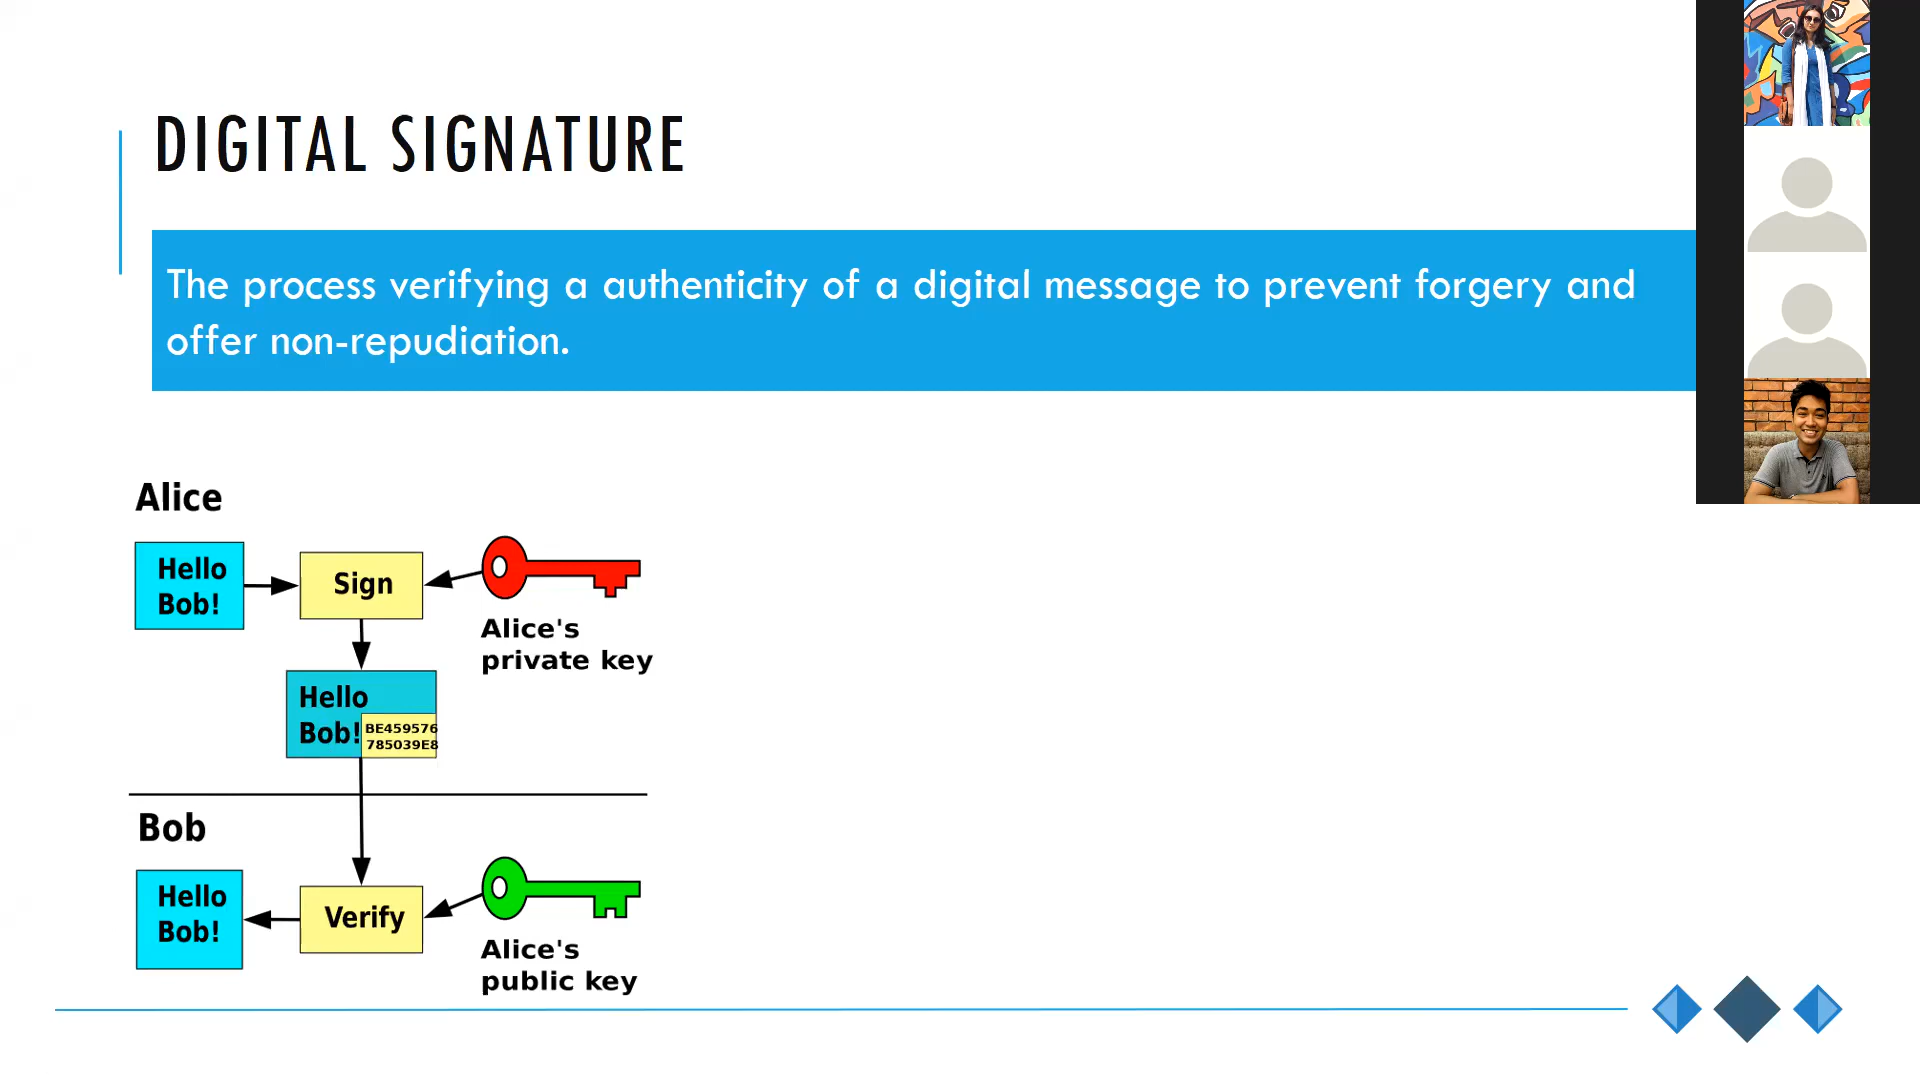 DIGITAL SIGNATURE
The process verifying a authenticity of a digital message to prevent forgery and
offer non-repudiation.
Alice
Hello
Bob!
Sign
Alice's
private key
Hello
Bob!
BE459576
785039E8
Bob
Hello
Bob!
Verify
Alice's
public key